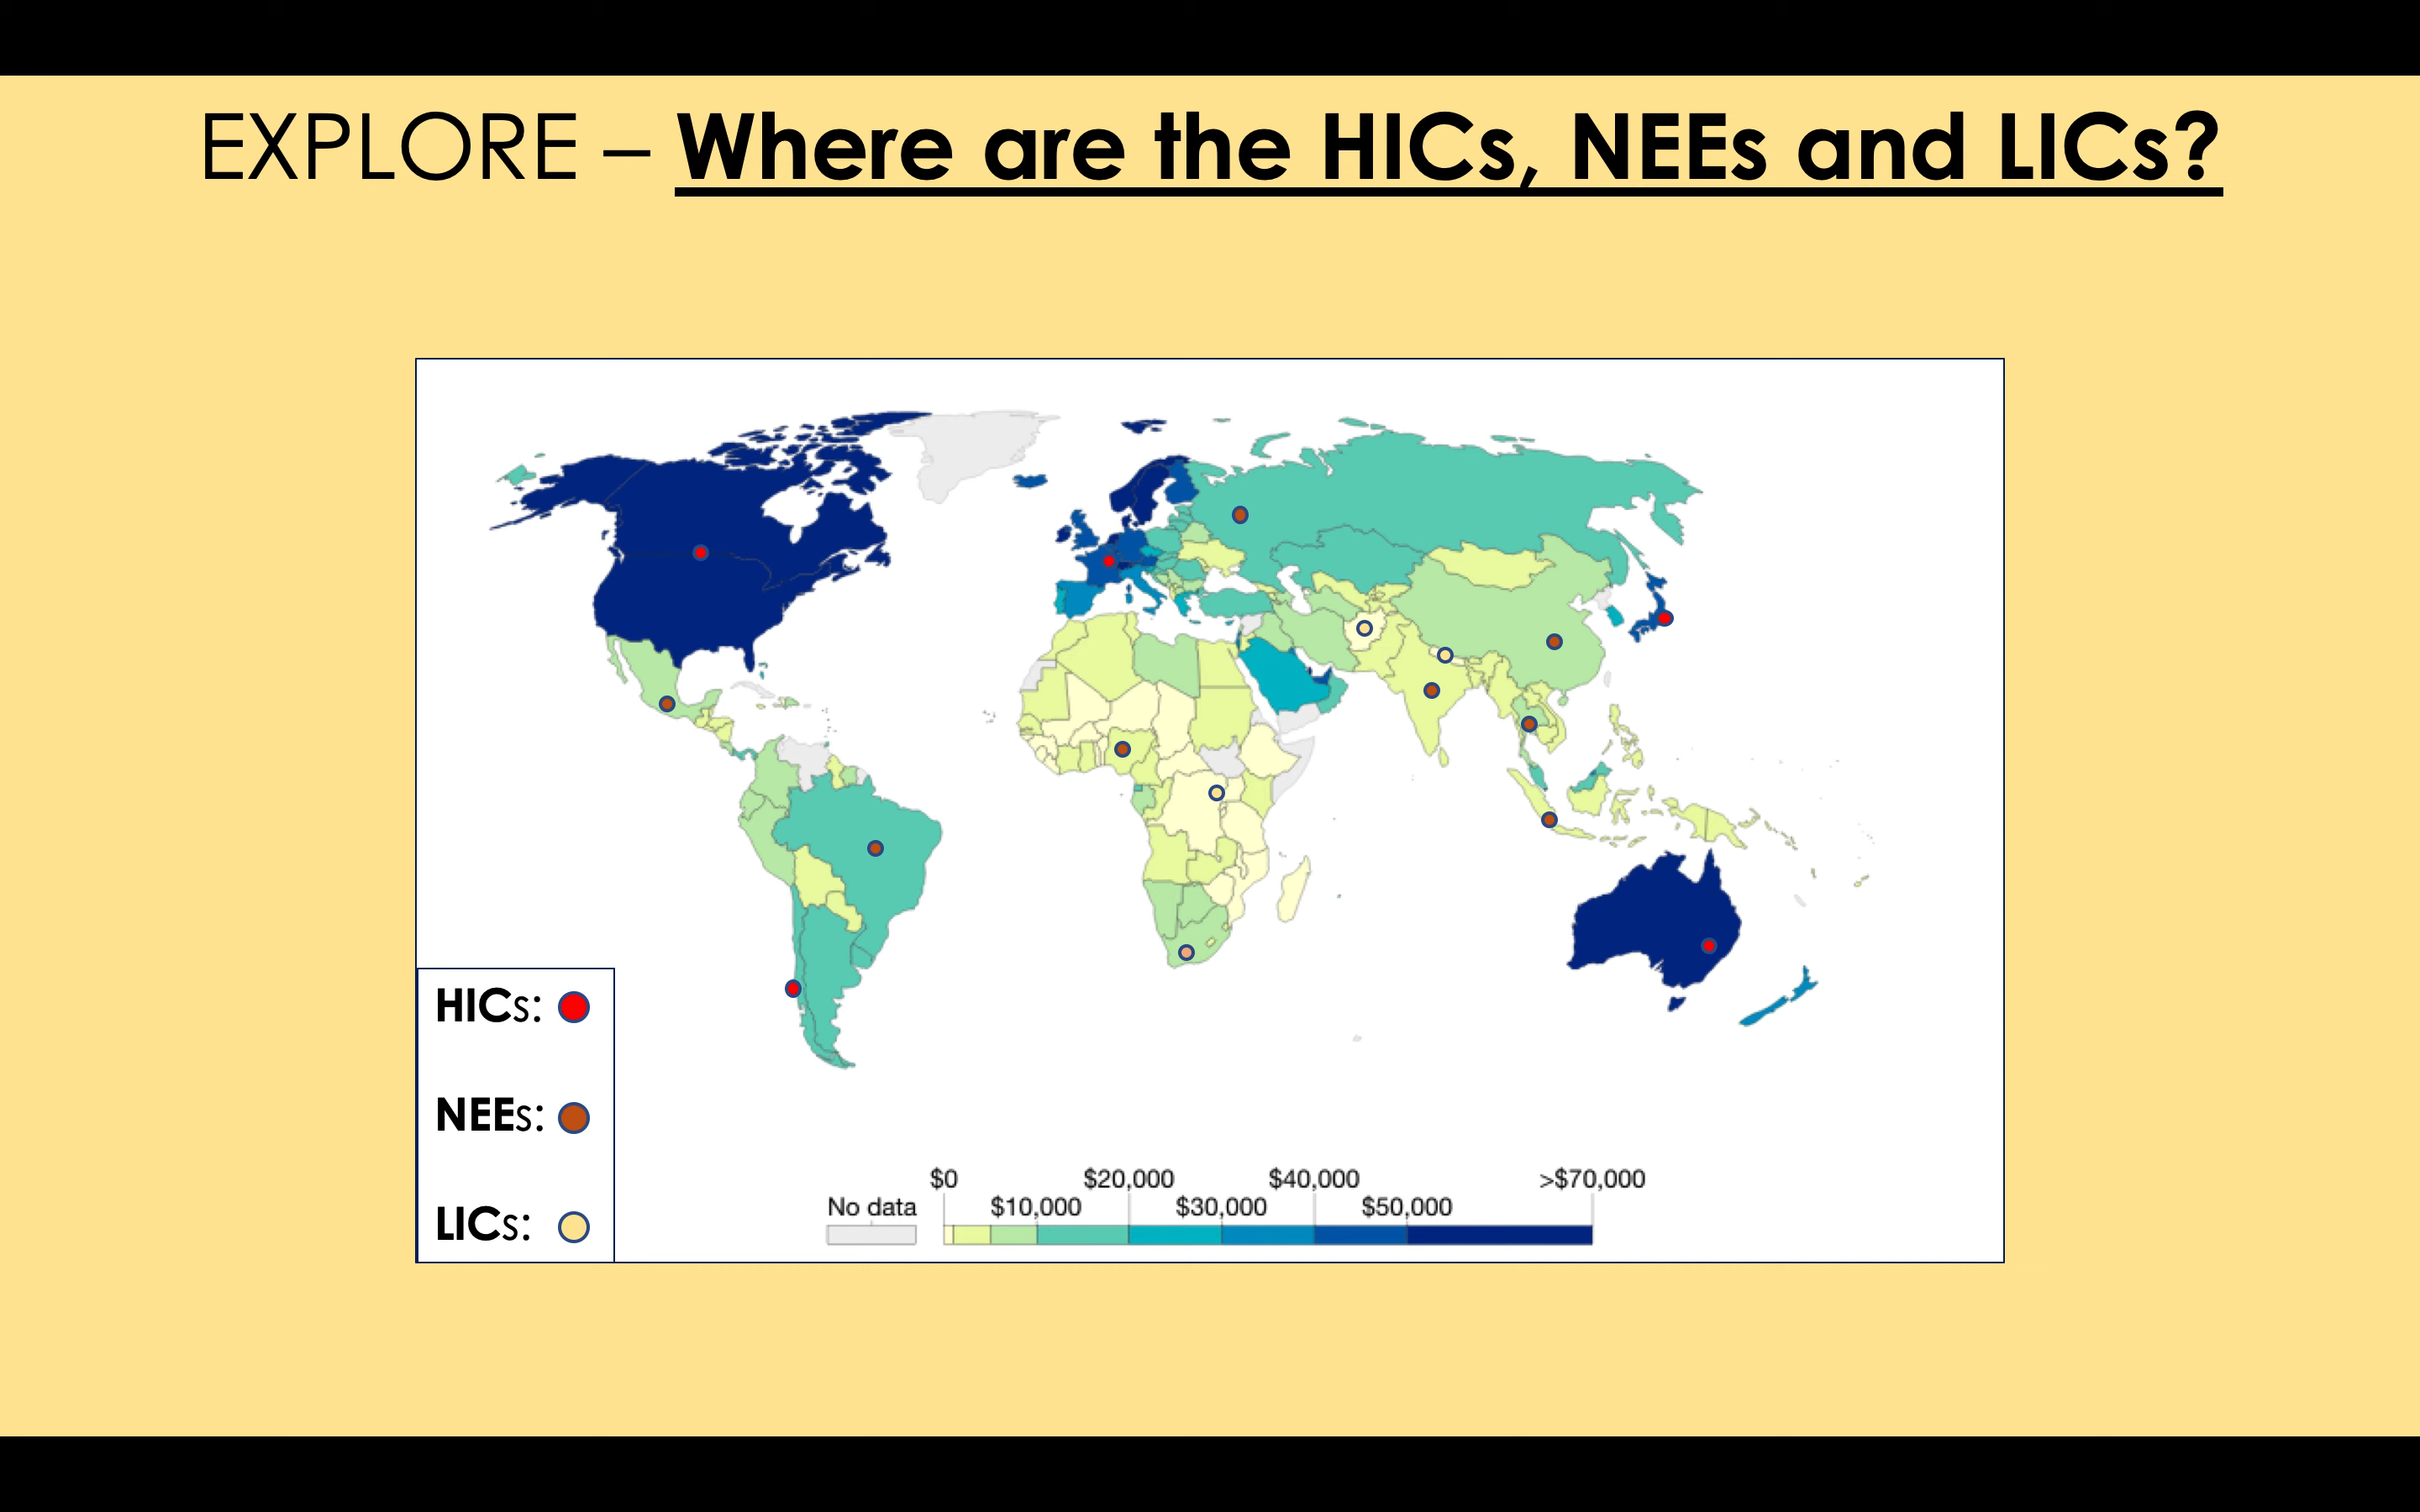 EXPLORE – Where are the HICs, NEEs and LICs?
HICs:
NEEs:
LICs:
$0 $20,000 $40,000 >$70,000
No data $10,000 $30,000 $50,000